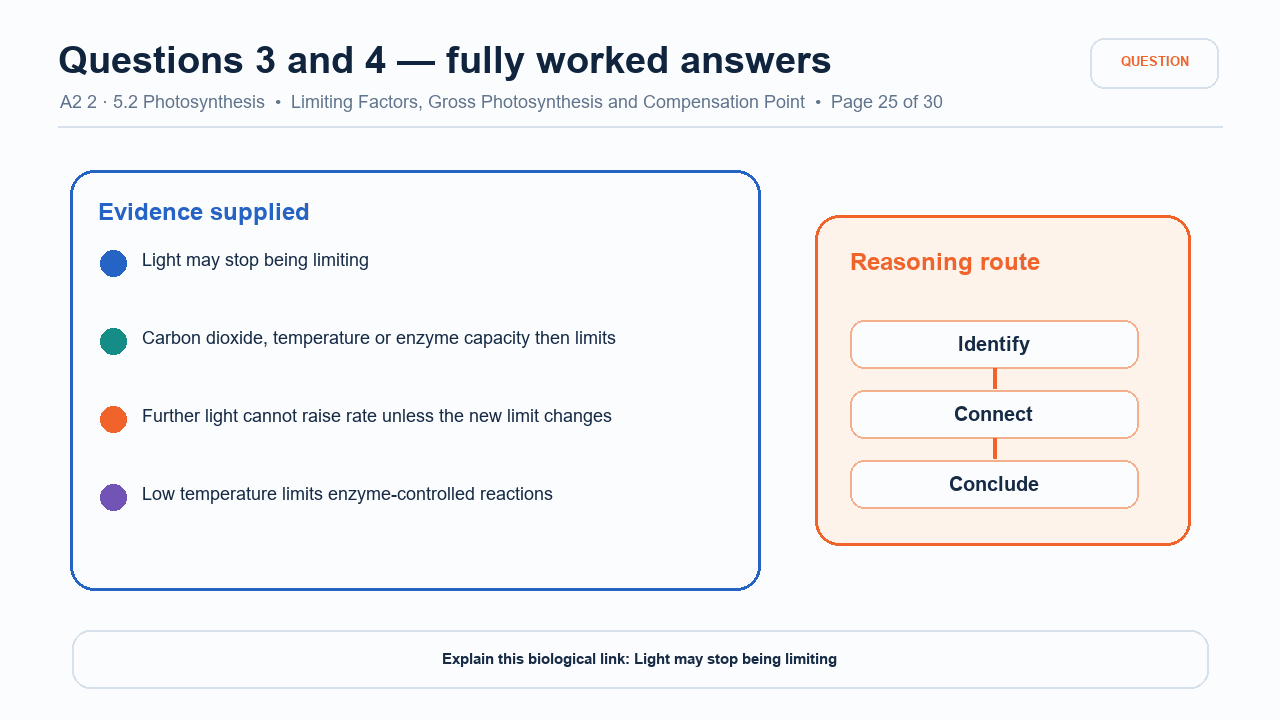 Questions 3 and 4 — fully worked answers
QUESTION
A2 2 · 5.2 Photosynthesis • Limiting Factors, Gross Photosynthesis and Compensation Point • Page 25 of 30
Evidence supplied
Light may stop being limiting
Carbon dioxide, temperature or enzyme capacity then limits
Further light cannot raise rate unless the new limit changes
Low temperature limits enzyme-controlled reactions
Reasoning route
Identify
Connect
Conclude
Explain this biological link: Light may stop being limiting